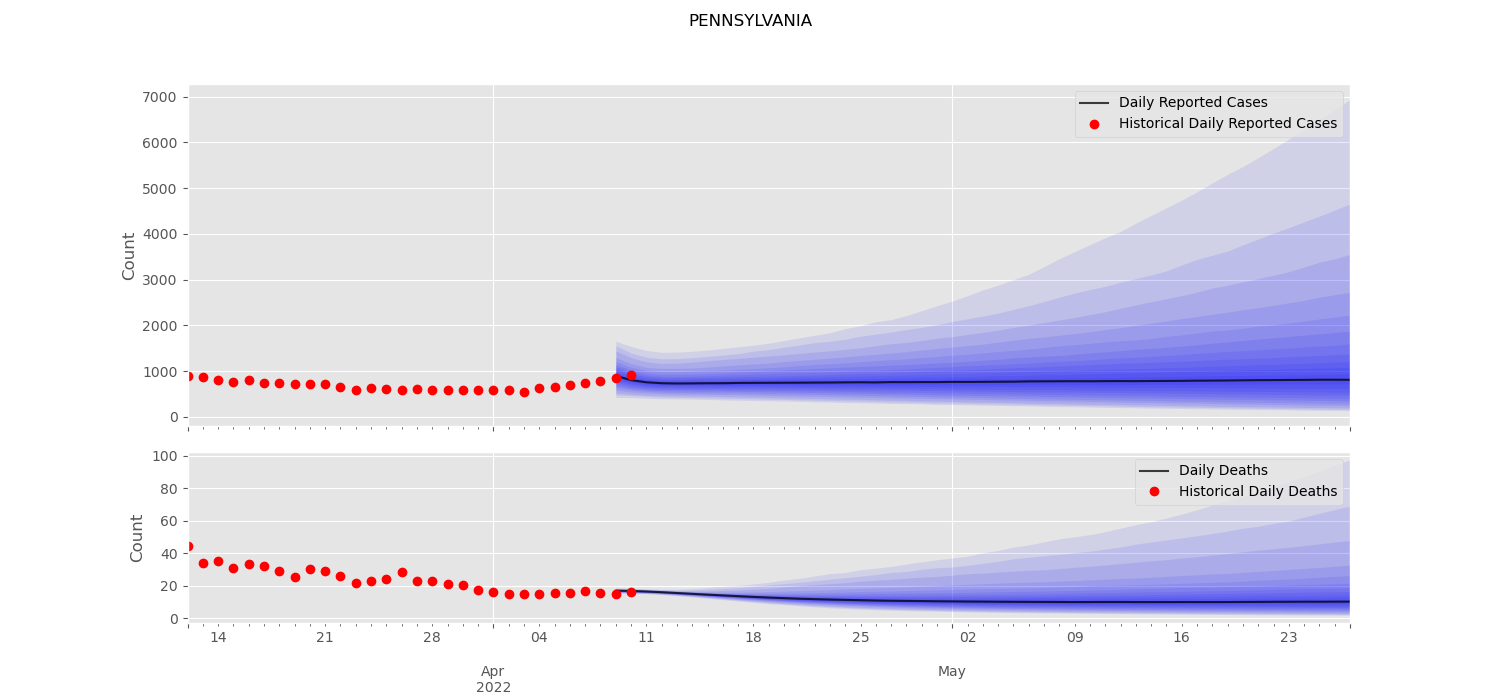 PENNSYLVANIA
7000
6000
5000
4000
3000
2000
1000
0
Count
Daily Reported Cases
Historical Daily Reported Cases
100
80
60
40
20
0
Count
Daily Deaths
Historical Daily Deaths
14 21 28 04 11 18 25 02 09 16 23
Apr May
2022